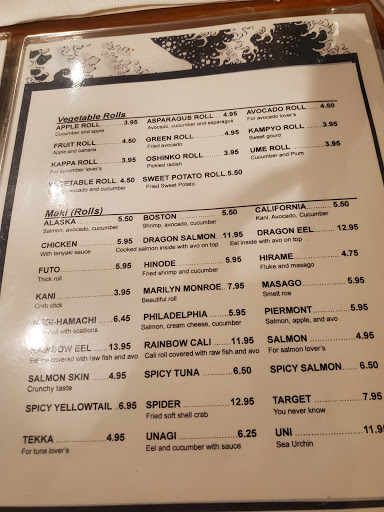 Vegetable Rolls
APPLE ROLL 3.95 ASPARAGUS ROLL 4.95 AVOCADO ROLL 4.50
Cucumber and apple Avocado, cucumber and asparagus For avocado lover's
FRUIT ROLL 4.50 GREEN ROLL 4.95 KAMPYO ROLL 3.95
Apple and banana Fried avocado Sweet gourd
KAPPA ROLL 3.95 OSHINKO ROLL 3.95 UME ROLL 3.95
For cucumber lover's Pickled radish Cucumber and Plum
VEGETABLE ROLL 4.50 SWEET POTATO ROLL 5.50
and cucumber Fried Sweet Potato
Maki (Rolls)
ALASKA 5.50 BOSTON 5.50 CALIFORNIA 5.50
Salmon, avocado, cucumber Shrimp, avocado, cucumber Kani, Avocado, Cucumber
CHICKEN 5.95 DRAGON SALMON 11.95 DRAGON EEL 12.95
With teriyaki sauce Cooked salmon inside with avo on top Eel inside with avo on top
FUTO 5.95 HINODE 5.95 HIRAME 4.75
Thick roll Fried shrimp and cucumber Fluke and masago
KANI 3.95 MARILYN MONROE 7.95 MASAGO 5.95
Crab stick Beautiful roll Smelt roe
HAMACHI 6.45 PHILADELPHIA 5.95 PIERMONT 5.95
with scallions Salmon, cream cheese, cucumber Salmon, apple, and avo
RAINBOW EEL 13.95 RAINBOW CALI 11.95 SALMON 4.95
Eel roll covered with raw fish and avo Cali roll covered with raw fish and avo For salmon lover's
SALMON SKIN 4.95 SPICY TUNA 6.50 SPICY SALMON 6.50
Crunchy taste
SPICY YELLOWTAIL 6.95 SPIDER 12.95 TARGET 7.95
Fried soft shell crab You never know
TEKKA 4.95 UNAGI 6.25 UNI 11.95
For tuna lover's Eel and cucumber with sauce Sea Urchin